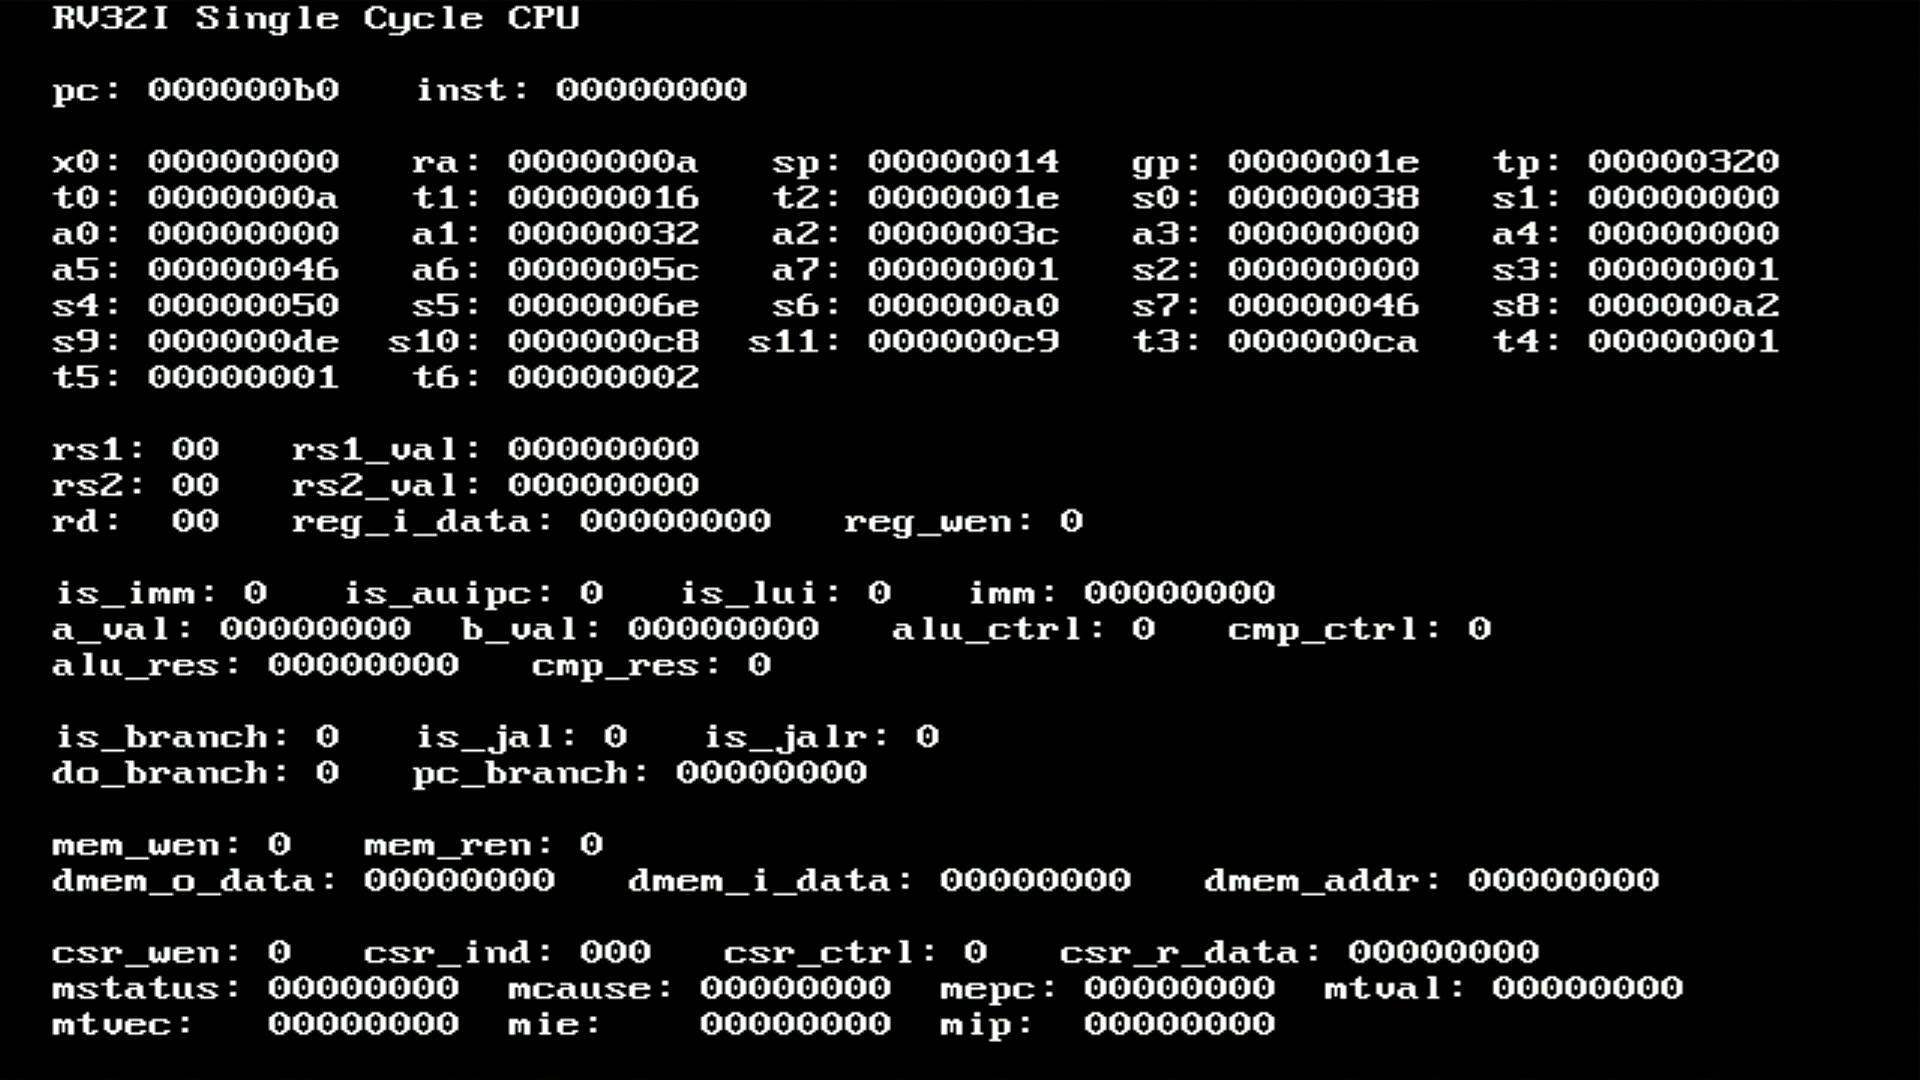 RV32I Single Cycle CPU
pc: 000000b0 inst: 00000000
x0: 00000000 ra: 0000000a sp: 00000014 gp: 0000001e tp: 00000320
t0: 0000000a t1: 00000016 t2: 0000001e s0: 00000038 s1: 00000000
a0: 00000000 a1: 00000032 a2: 0000003c a3: 00000000 a4: 00000000
a5: 00000046 a6: 0000005c a7: 00000001 s2: 00000000 s3: 00000001
s4: 00000050 s5: 0000006e s6: 000000a0 s7: 00000046 s8: 000000a2
s9: 000000de s10: 000000c8 s11: 000000c9 t3: 000000ca t4: 00000001
t5: 00000001 t6: 00000002
rs1: 00 rs1_val: 00000000
rs2: 00 rs2_val: 00000000
rd: 00 reg_i_data: 00000000 reg_wen: 0
is_imm: 0 is_auipc: 0 is_lui: 0 imm: 00000000
a_val: 00000000 b_val: 00000000 alu_ctrl: 0 cmp_ctrl: 0
alu_res: 00000000 cmp_res: 0
is_branch: 0 is_jal: 0 is_jalr: 0
do_branch: 0 pc_branch: 00000000
mem_wen: 0 mem_ren: 0
dmem_o_data: 00000000 dmem_i_data: 00000000 dmem_addr: 00000000
csr_wen: 0 csr_ind: 000 csr_ctrl: 0 csr_r_data: 00000000
mstatus: 00000000 mcause: 00000000 mepc: 00000000 mtval: 00000000
mtvec: 00000000 mie: 00000000 mip: 00000000